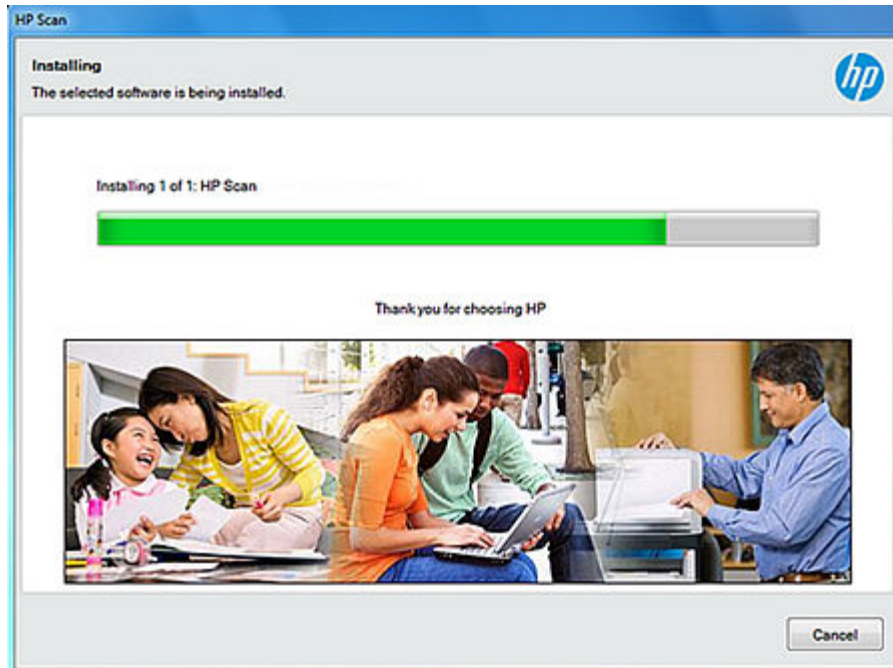 HP Scan
Installing
The selected software is being installed.
hp
Installing 1 of 1: HP Scan
Thank you for choosing HP
Cancel